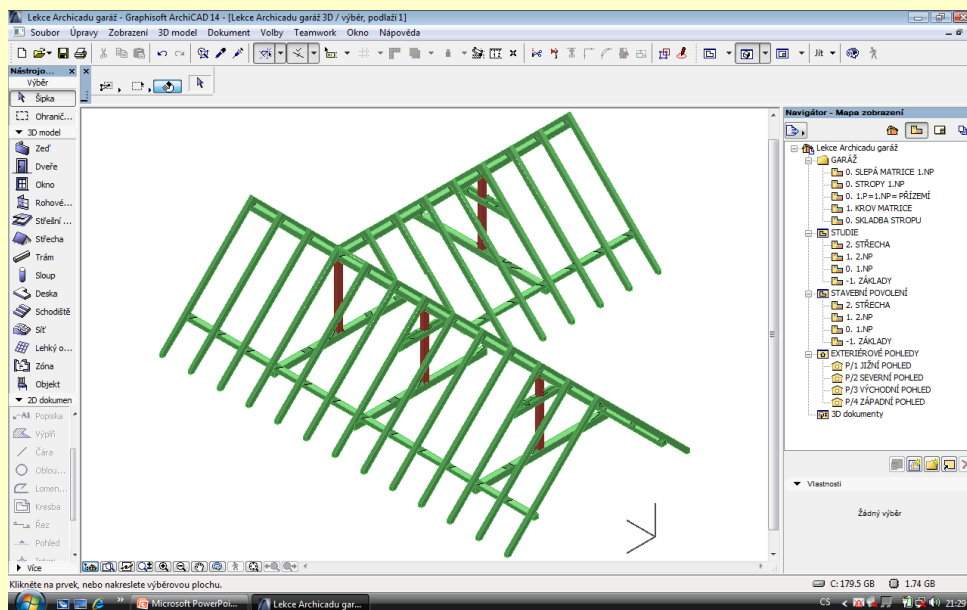 Lekce Archicadu garáž - Graphisoft ArchiCAD 14 - [Lekce Archicadu garáž 3D / výběr, podlaží 1]
Soubor Úpravy Zobrazení 3D model Dokument Volby Teamwork Okno Nápověda
Jít
Nástrojo...
Výběr
Šipka
Ohranič...
3D model
Zeď
Dveře
Okno
Rohové...
Střešní ...
Střecha
Trám
Sloup
Deska
Schodiště
Síť
Lehký o...
Zóna
Objekt
2D dokumen
A1 Popiska
Výplň
Čára
Oblou...
Lomen...
Kresba
Řez
Pohled
Více
Navigátor - Mapa zobrazení
Lekce Archicadu garáž
GARÁŽ
0. SLEPÁ MATRICE 1.NP
0. STROPY 1.NP
0. 1.P=1.NP= PŘÍZEMÍ
1. KROV MATRICE
0. SKLADBA STROPU
STUDIE
2. STŘECHA
1. 2.NP
0. 1.NP
-1. ZÁKLADY
STAVEBNÍ POVOLENÍ
2. STŘECHA
1. 2.NP
0. 1.NP
-1. ZÁKLADY
EXTERIÉROVÉ POHLEDY
P/1 JIŽNÍ POHLED
P/2 SEVERNÍ POHLED
P/3 VÝCHODNÍ POHLED
P/4 ZÁPADNÍ POHLED
3D dokumenty
Vlastnosti
Žádný výběr
Klikněte na prvek, nebo nakreslete výběrovou plochu.
C: 179.5 GB 1.74 GB
Microsoft PowerPoi... Lekce Archicadu gar...
CS 21:29